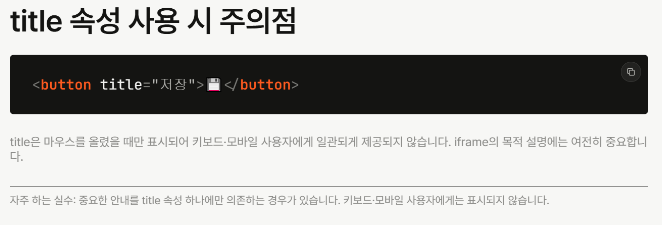 title 속성 사용 시 주의점
<button title="저장">💾</button>
title은 마우스를 올렸을 때만 표시되어 키보드·모바일 사용자에게 일관되게 제공되지 않습니다. iframe의 목적 설명에는 여전히 중요합니
다.
자주 하는 실수: 중요한 안내를 title 속성 하나에만 의존하는 경우가 있습니다. 키보드·모바일 사용자에게는 표시되지 않습니다.